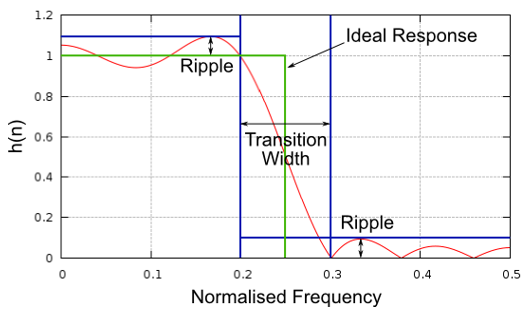 1.2
Ideal Response
1
Ripple
0.8
h(n)
0.6
Transition
Width
0.4
0.2
Ripple
0
0 0.1 0.2 0.3 0.4 0.5
Normalised Frequency